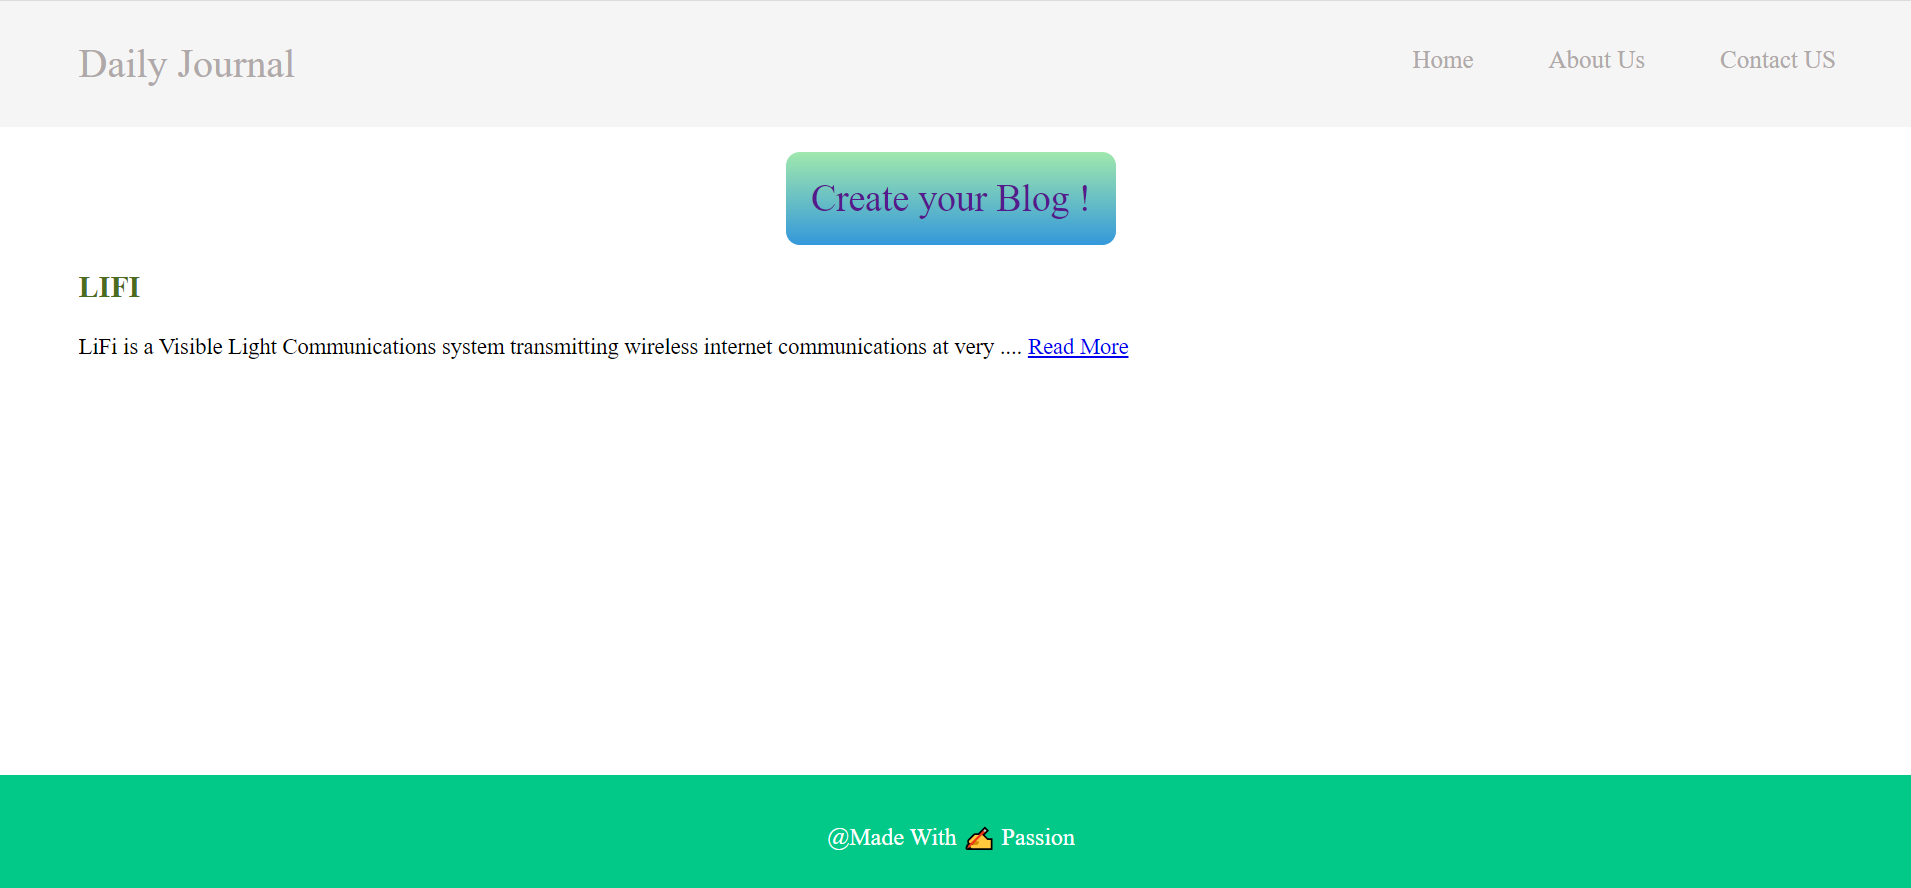 Daily Journal
Home About Us Contact US
Create your Blog !
LIFI
LiFi is a Visible Light Communications system transmitting wireless internet communications at very .... Read More
@Made With ✍ Passion